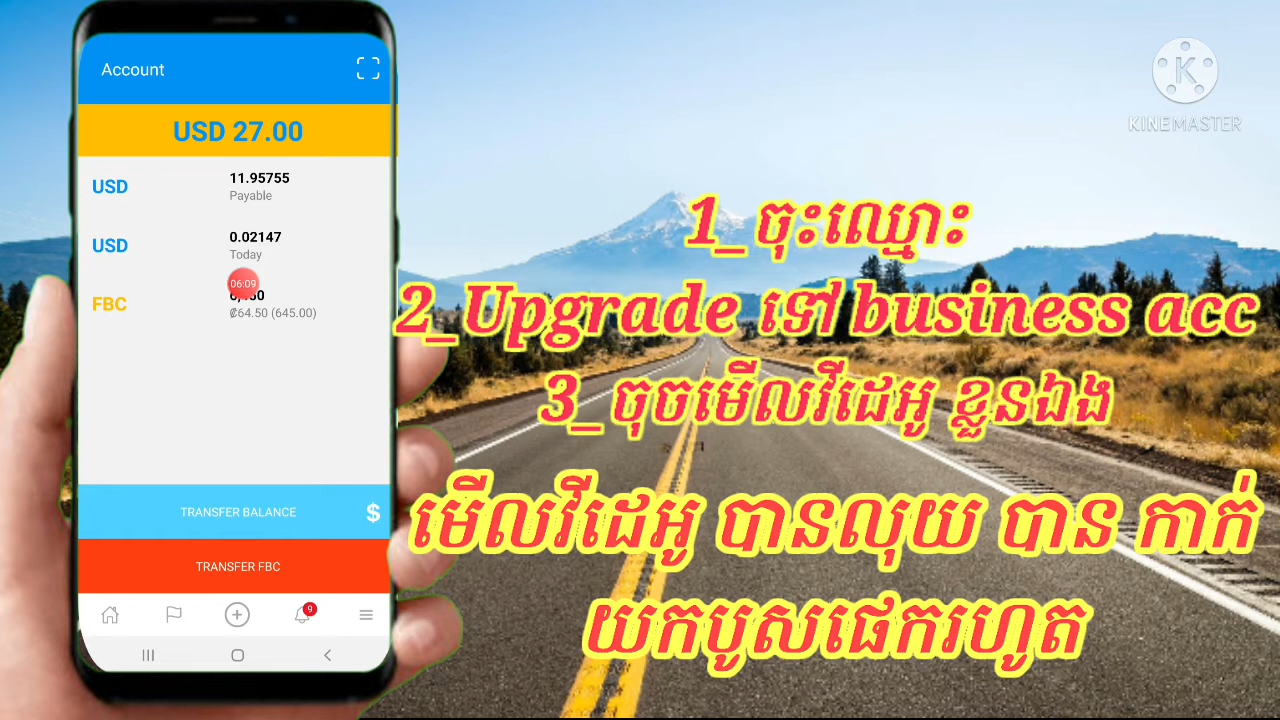 Account
USD 27.00
USD
11.95755
Payable
USD
0.02147
Today
06:09
FBC
₡64.50 (645.00)
TRANSFER BALANCE
$
TRANSFER FBC
9
K
KINEMASTER
1_ចុះឈ្មោះ
2_Upgrade ទៅ business acc
3_ចុចមើលវីដេអូ ខ្លួនឯង
មើលវីដេអូ បានលុយ បាន កាក់
យកបូសផេករហូត